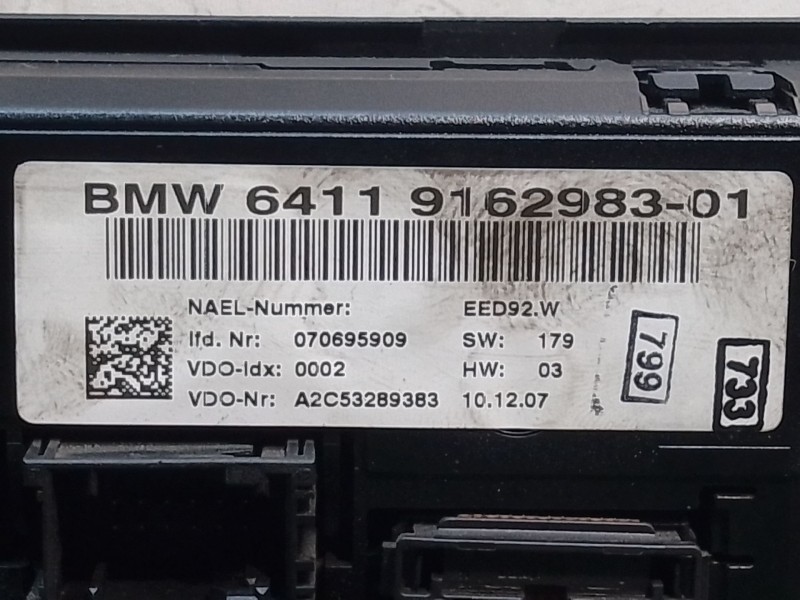 BMW 6411 9162983-01
NAEL-Nummer: EED92.W
lfd. Nr: 070695909 SW: 179
VDO-Idx: 0002 HW: 03
VDO-Nr: A2C53289383 10.12.07
799
733